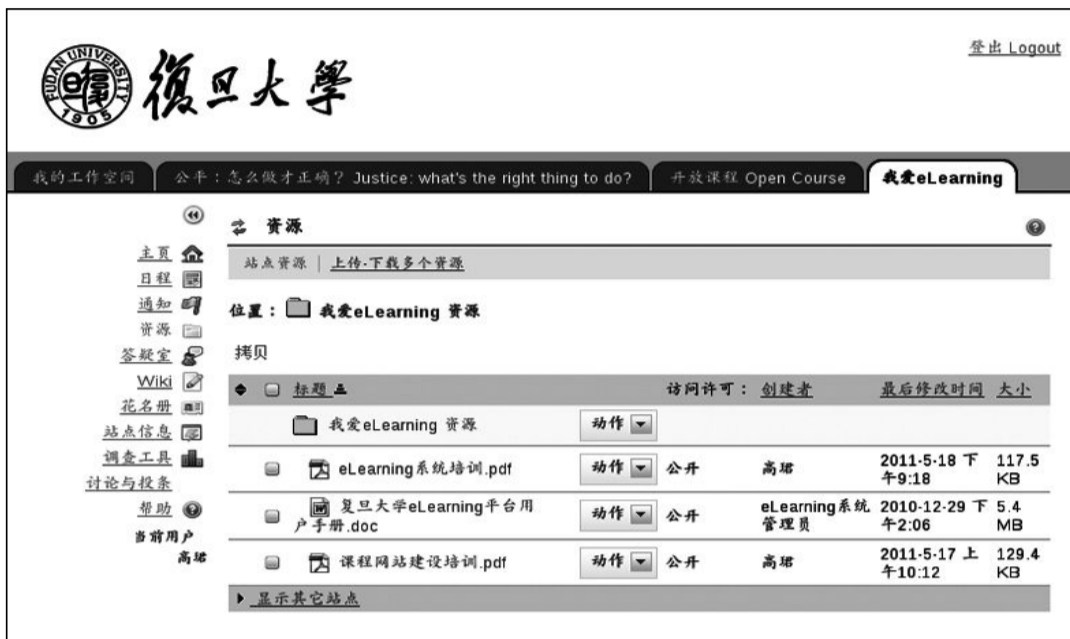 登出 Logout
FUDAN UNIVERSITY
1905
復旦大學
我的工作空间 公平：怎么做才正确？ Justice: what's the right thing to do? 开放课程 Open Course 我爱eLearning
资源
站点资源 | 上传-下载多个资源
主页
日程
通知
资源
答疑室
Wiki
花名册
站点信息
调查工具
讨论与投条
帮助
当前用户
高珺
位置： 我爱eLearning 资源
拷贝
标题 访问许可： 创建者 最后修改时间 大小
我爱eLearning 资源 动作
eLearning系统培训.pdf 动作 公开 高珺 2011-5-18 下 117.5
午9:18 KB
复旦大学eLearning平台用 动作 公开 eLearning系统 2010-12-29 下 5.4
户手册.doc 管理员 午2:06 MB
课程网站建设培训.pdf 动作 公开 高珺 2011-5-17 上 129.4
午10:12 KB
显示其它站点